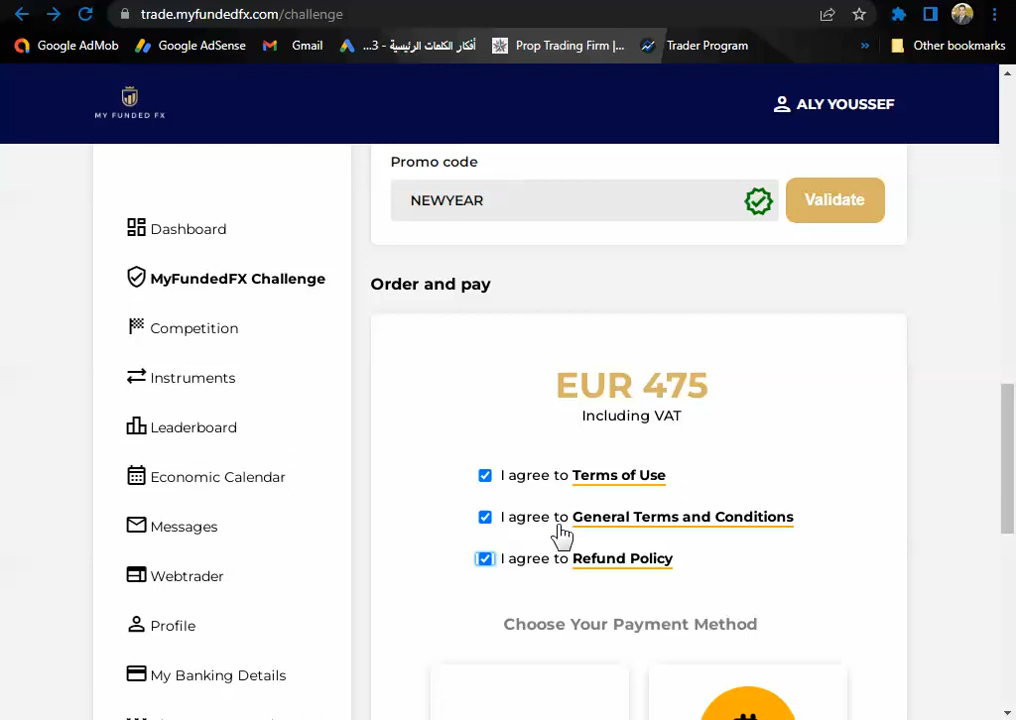 trade.myfundedfx.com/challenge
Google AdMob
Google AdSense
Gmail
أفكار الكلمات الرئيسية - 3...
Prop Trading Firm |...
Trader Program
»
Other bookmarks
MY FUNDED FX
ALY YOUSSEF
Promo code
NEWYEAR
Validate
Dashboard
MyFundedFX Challenge
Competition
Instruments
Leaderboard
Economic Calendar
Messages
Webtrader
Profile
My Banking Details
Order and pay
EUR 475
Including VAT
I agree to Terms of Use
I agree to General Terms and Conditions
I agree to Refund Policy
Choose Your Payment Method